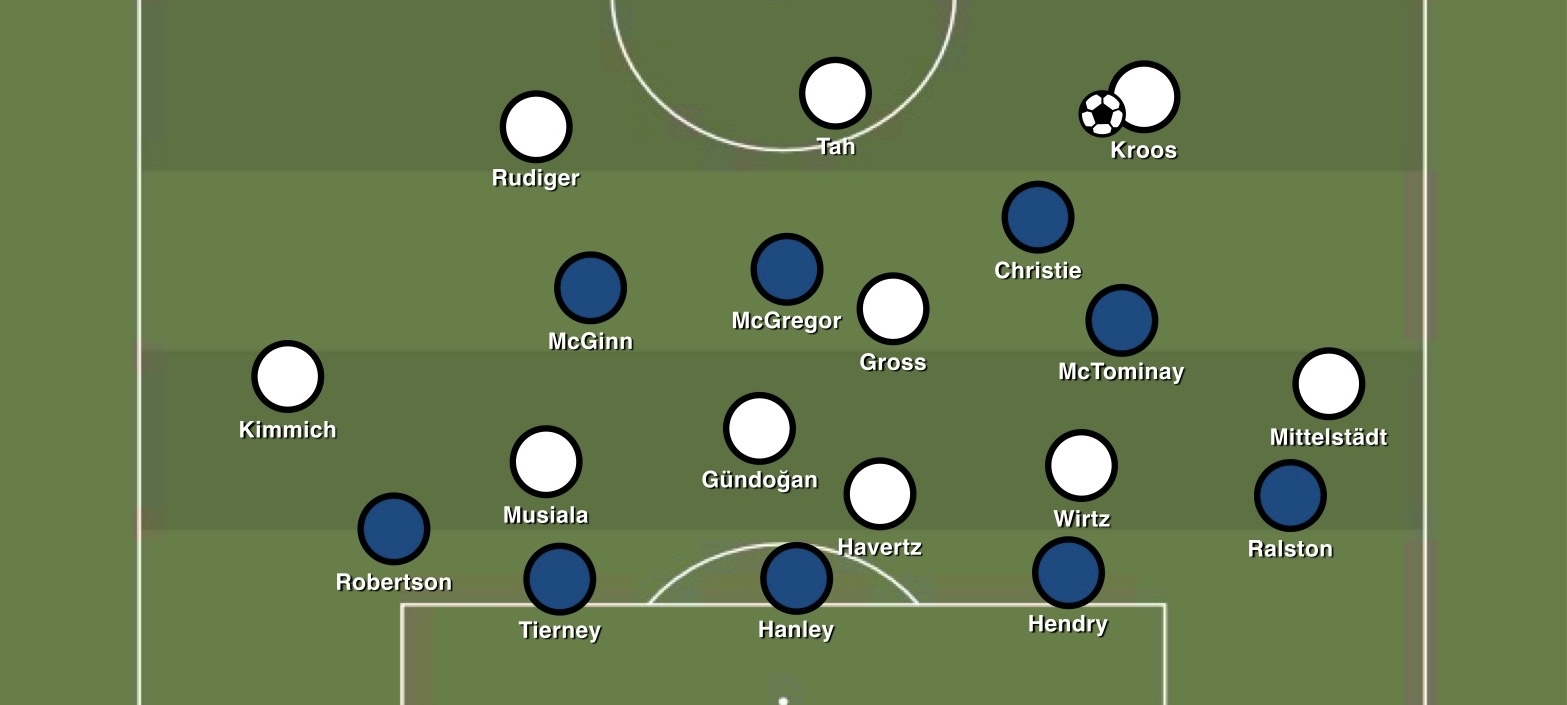 Tah
Kroos
Rudiger
Christie
McGregor
McGinn
Gross
McTominay
Kimmich
Mittelstädt
Gündoğan
Musiala
Wirtz
Havertz
Ralston
Robertson
Hendry
Hanley
Tierney